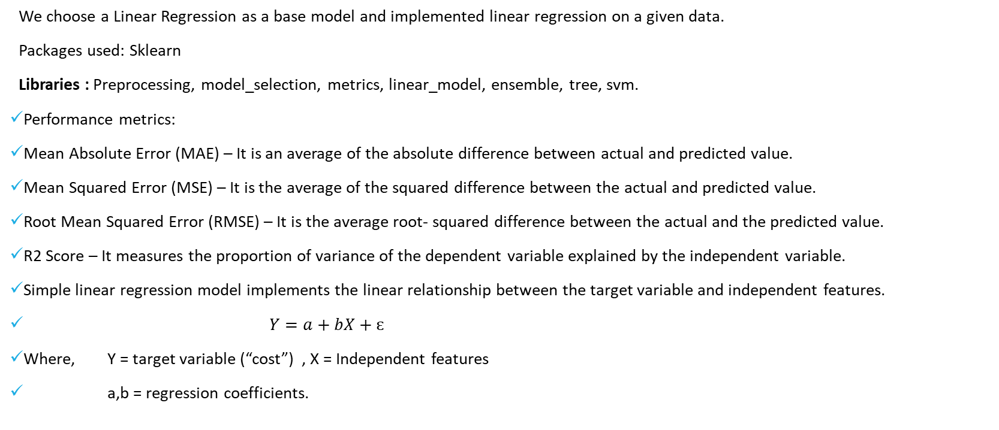 We choose a Linear Regression as a base model and implemented linear regression on a given data.
Packages used: Sklearn
Libraries : Preprocessing, model_selection, metrics, linear_model, ensemble, tree, svm.
✓Performance metrics:
✓Mean Absolute Error (MAE) – It is an average of the absolute difference between actual and predicted value.
✓Mean Squared Error (MSE) – It is the average of the squared difference between the actual and predicted value.
✓Root Mean Squared Error (RMSE) – It is the average root- squared difference between the actual and the predicted value.
✓R2 Score – It measures the proportion of variance of the dependent variable explained by the independent variable.
✓Simple linear regression model implements the linear relationship between the target variable and independent features.
✓ Y = a + bX + ε
✓Where, Y = target variable (“cost”) , X = Independent features
✓ a,b = regression coefficients.